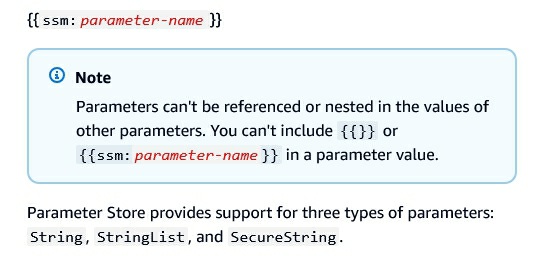 {{ ssm:parameter-name }}
Note
Parameters can't be referenced or nested in the values of
other parameters. You can't include {{}} or
{{ssm:parameter-name}} in a parameter value.
Parameter Store provides support for three types of parameters:
String, StringList, and SecureString.